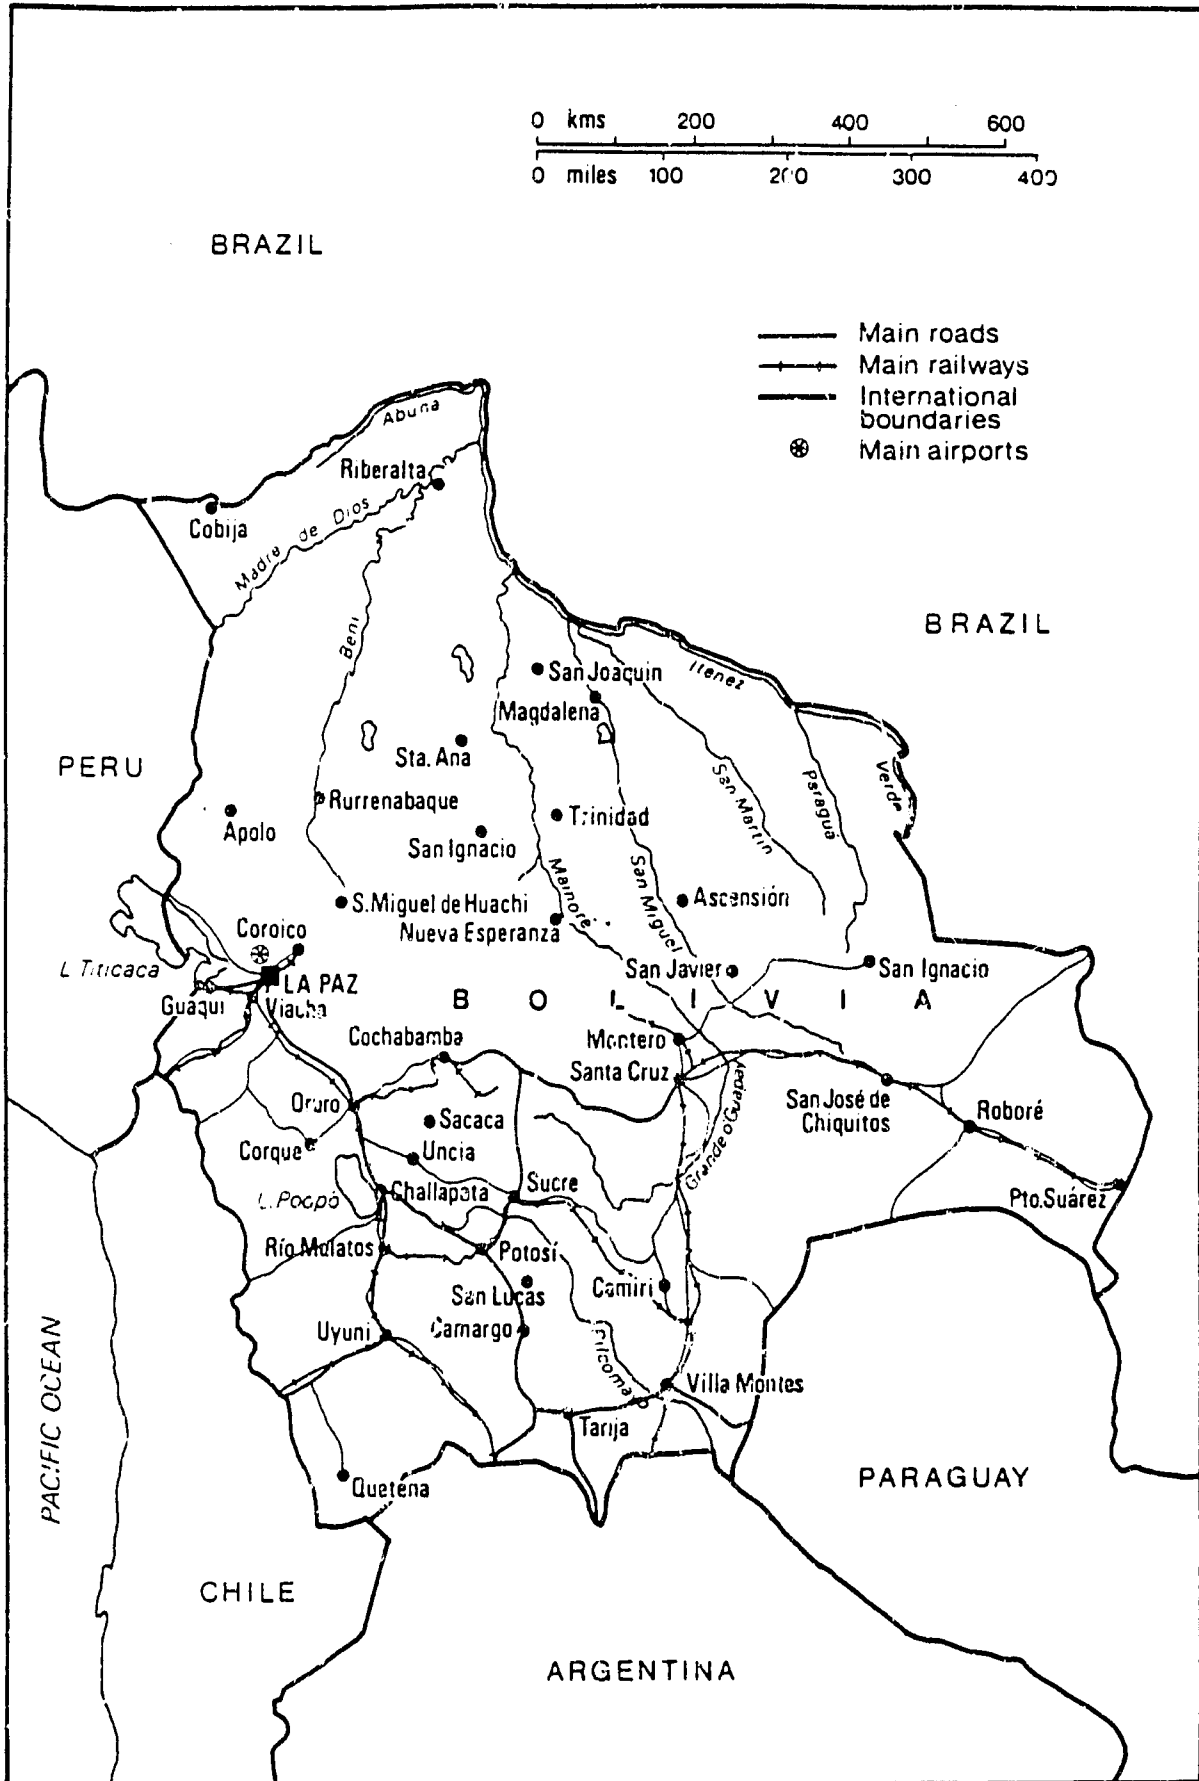 0 kms 200 400 600
0 miles 100 200 300 400
BRAZIL
Main roads
Main railways
International
boundaries
Main airports
Abuna
Riberalta
Cobija
Madre de Dios
BRAZIL
Beni
San Joaquin
Itenez
Magdalena
PERU
Sta. Ana
Verde
San Martin
Paraguá
Rurrenabaque
Apolo
Trinidad
San Ignacio
Mamore
San Miguel
S. Miguel de Huachi
Ascensión
Nueva Esperanza
Coroico
L. Titicaca
San Javier
San Ignacio
LA PAZ
BOLIVIA
Guaqui
Viacha
Cochabamba
Montero
Santa Cruz
Oruro
San José de
Chiquitos
Roboré
Grande o Guapay
Sacaca
Corque
Uncia
Challapata
Sucre
L. Poopó
Pto. Suárez
Río Mulatos
Potosí
San Lucas
Camiri
Uyuni
Camargo
Pilcomayo
Villa Montes
Tarija
PACIFIC OCEAN
Quetena
PARAGUAY
CHILE
ARGENTINA